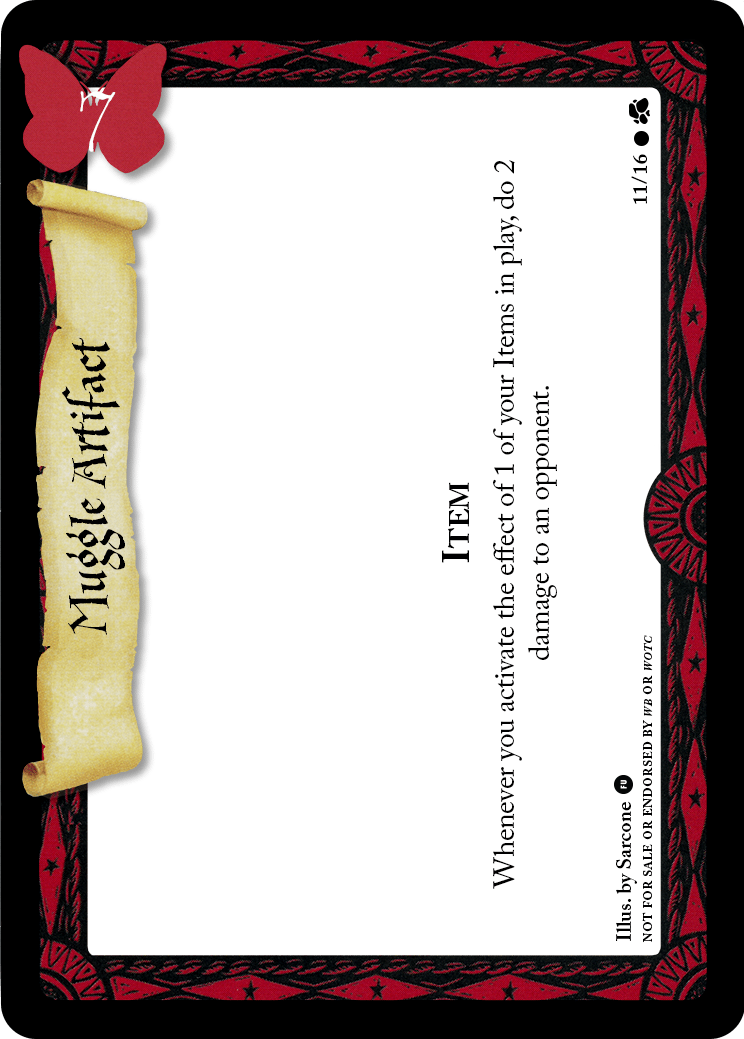 7
Muggle Artifact
ITEM
Whenever you activate the effect of 1 of your Items in play, do 2
damage to an opponent.
Illus. by Sarcone FU
NOT FOR SALE OR ENDORSED BY WB OR WOTC
11/16